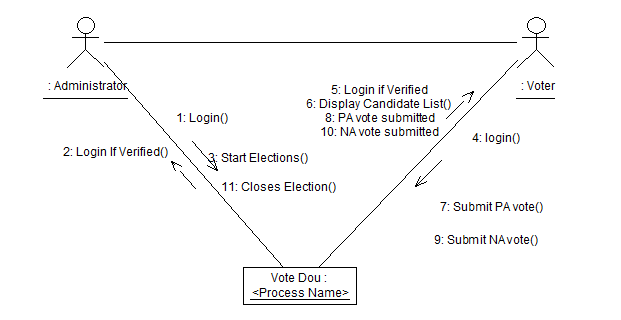 : Administrator
: Voter
5: Login if Verified
6: Display Candidate List()
8: PA vote submitted
10: NA vote submitted
1: Login()
4: login()
2: Login If Verified()
3: Start Elections()
11: Closes Election()
7: Submit PA vote()
9: Submit NA vote()
Vote Dou :
<Process Name>